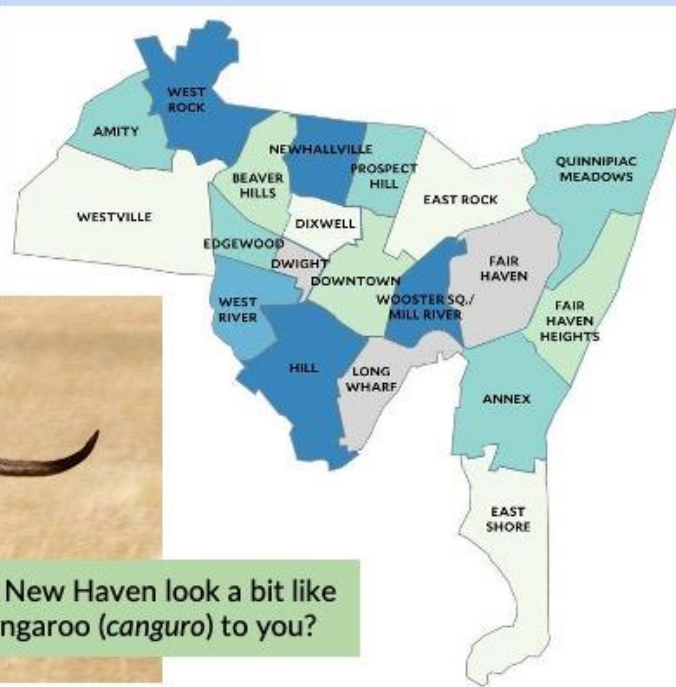 WEST
ROCK
AMITY
NEWHALLVILLE
QUINNIPIAC
MEADOWS
PROSPECT
HILL
BEAVER
HILLS
EAST ROCK
WESTVILLE
DIXWELL
EDGEWOOD
DWIGHT
FAIR
HAVEN
DOWNTOWN
WEST
RIVER
WOOSTER SQ./
MILL RIVER
FAIR
HAVEN
HEIGHTS
HILL
LONG
WHARF
ANNEX
EAST
SHORE
New Haven look a bit like
ngaroo (canguro) to you?